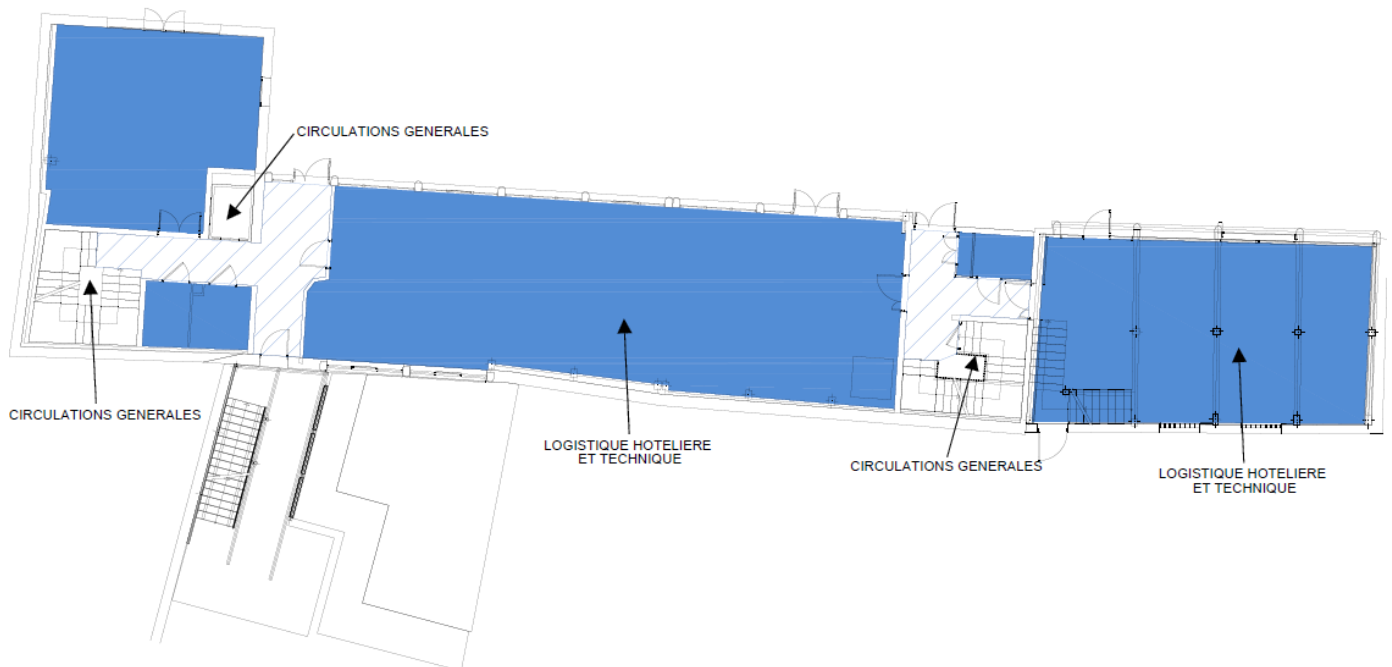 CIRCULATIONS GENERALES
CIRCULATIONS GENERALES
LOGISTIQUE HOTELIERE
ET TECHNIQUE
CIRCULATIONS GENERALES
LOGISTIQUE HOTELIERE
ET TECHNIQUE